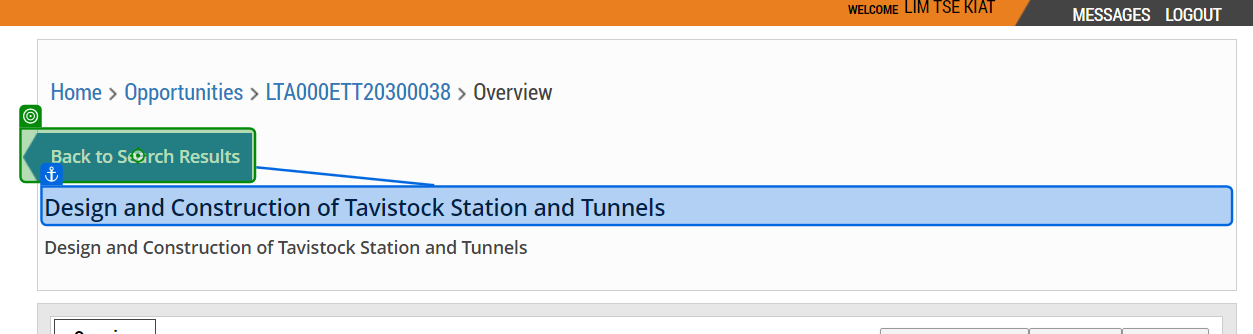 WELCOME LIM TSE KIAT
MESSAGES LOGOUT
Home > Opportunities > LTA000ETT20300038 > Overview
Back to Search Results
Design and Construction of Tavistock Station and Tunnels
Design and Construction of Tavistock Station and Tunnels